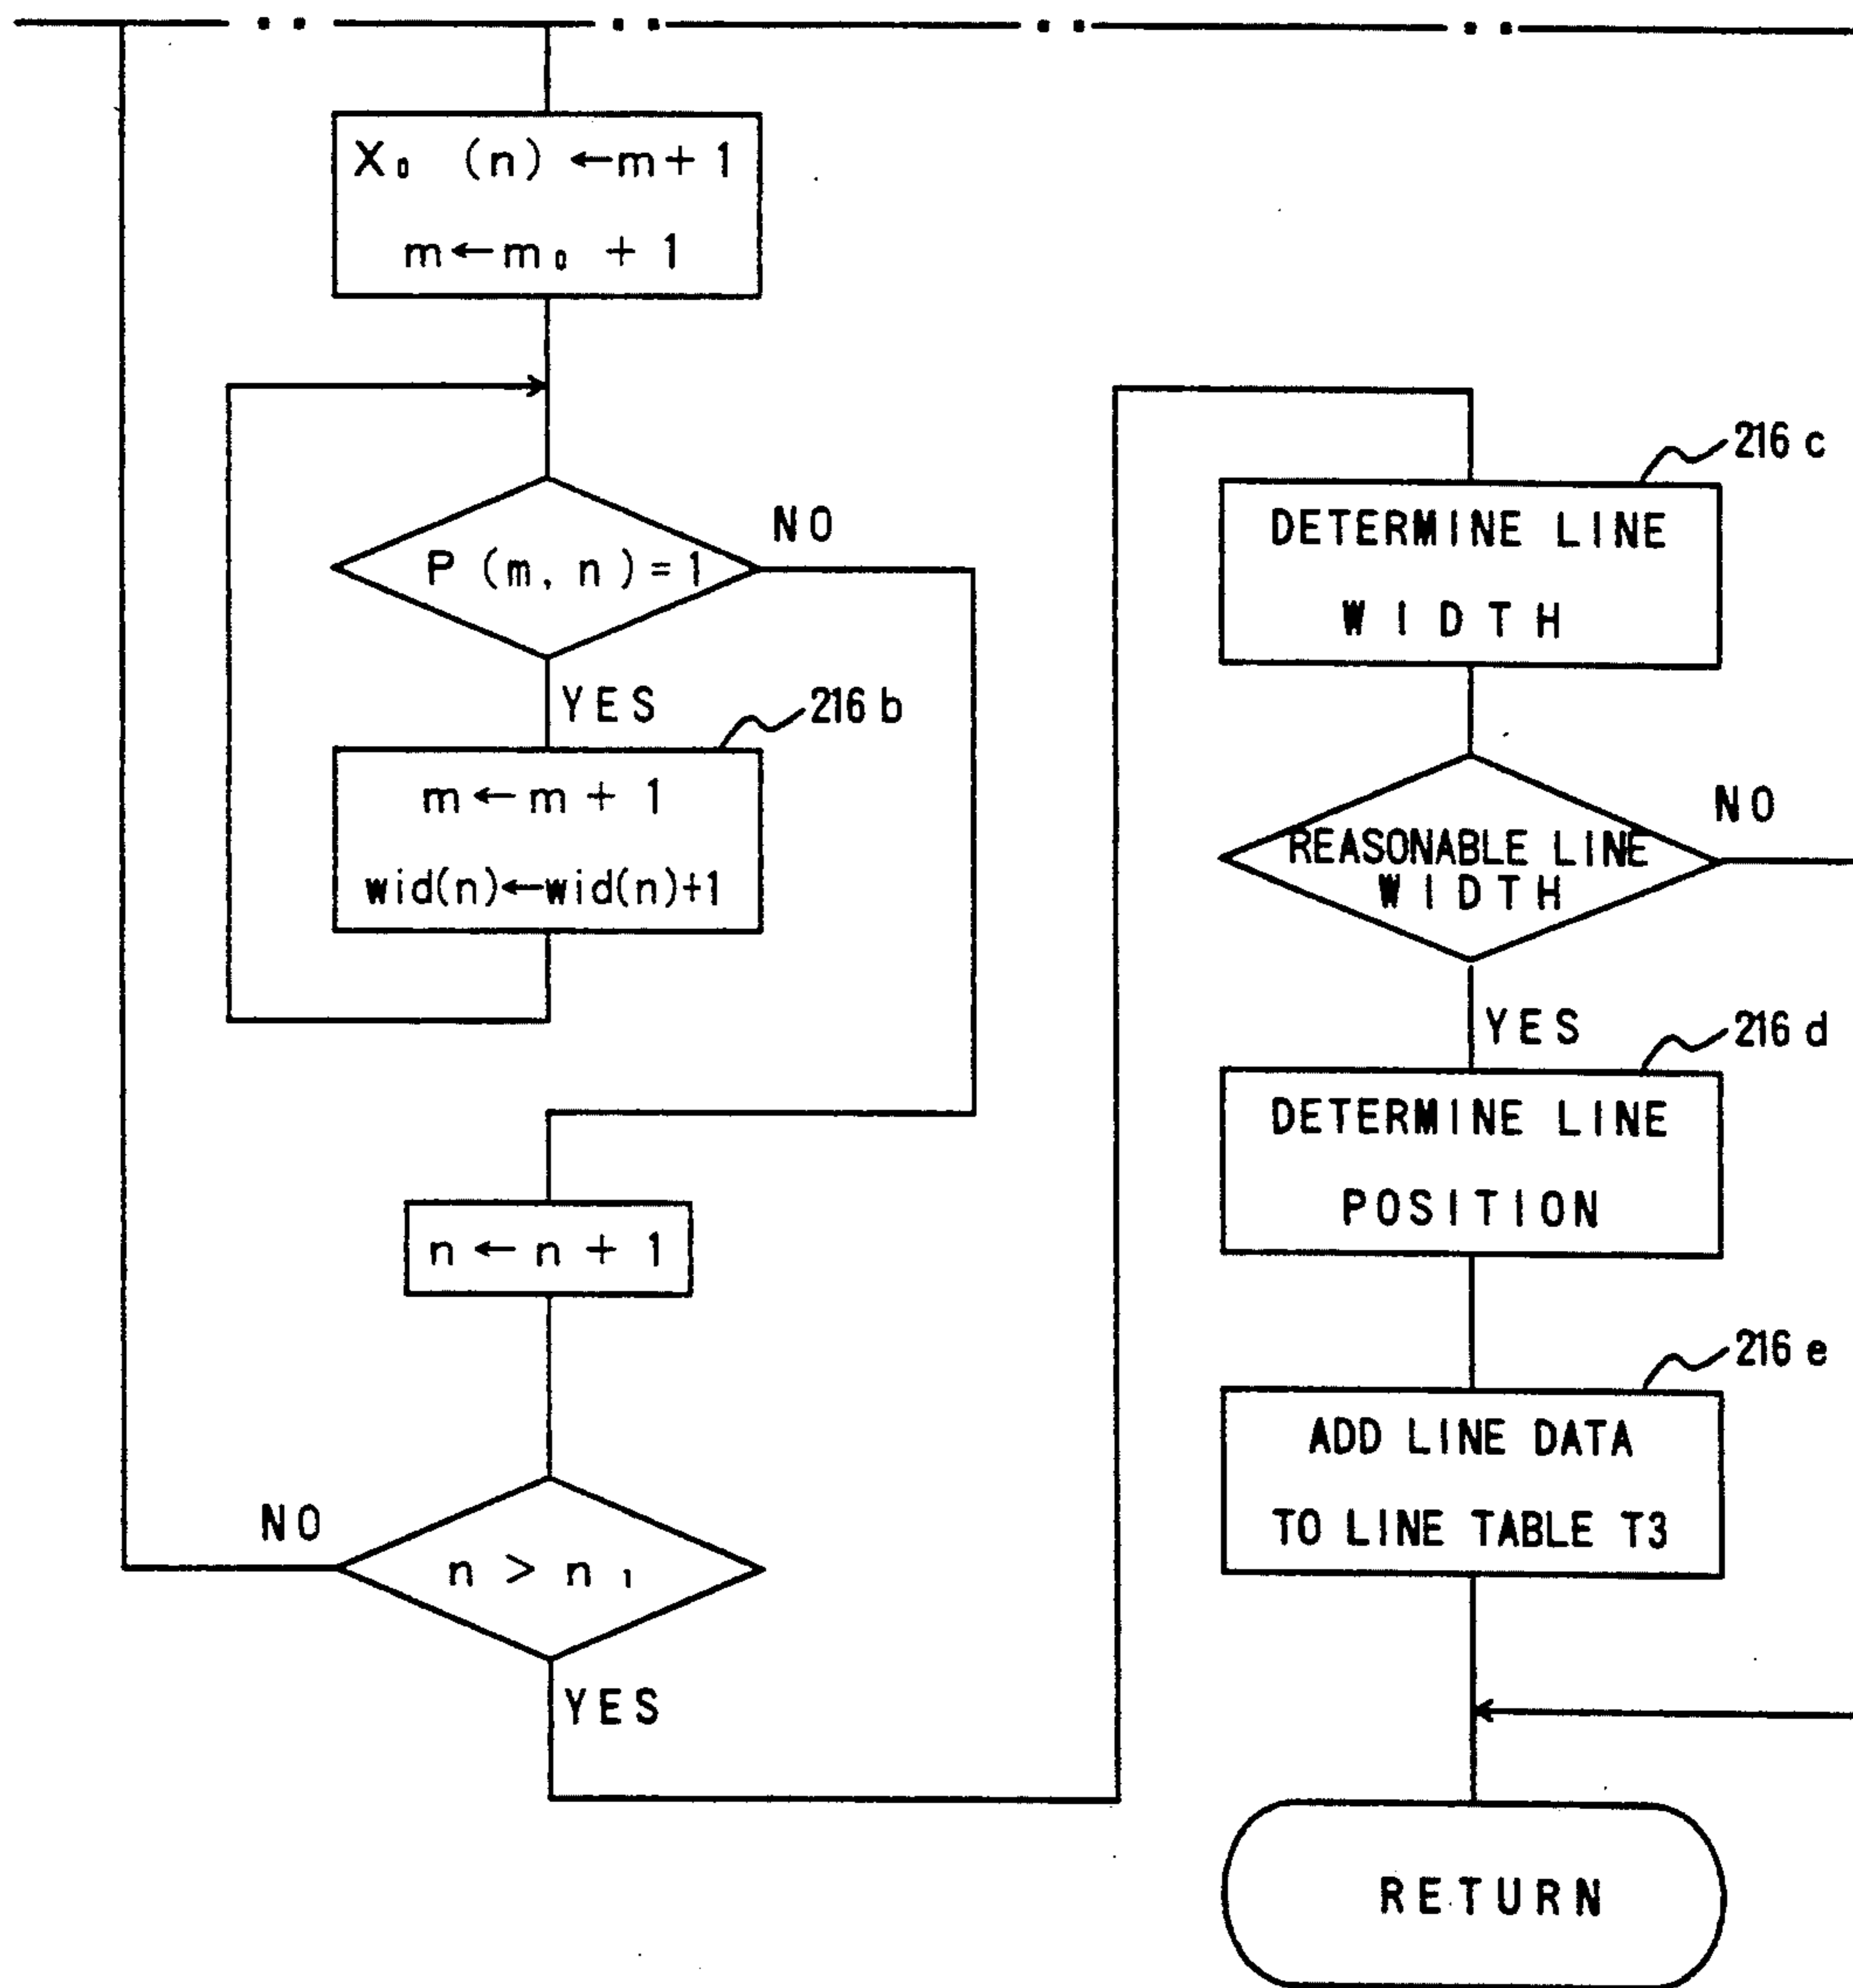 X₀ (n) ←m+1
m←m₀ + 1
P (m, n) = 1
NO
YES
216 b
m ← m + 1
wid(n)←wid(n)+1
n ← n + 1
n > n₁
NO
YES
216 c
DETERMINE LINE
WIDTH
REASONABLE LINE
WIDTH
NO
YES
216 d
DETERMINE LINE
POSITION
216 e
ADD LINE DATA
TO LINE TABLE T3
RETURN